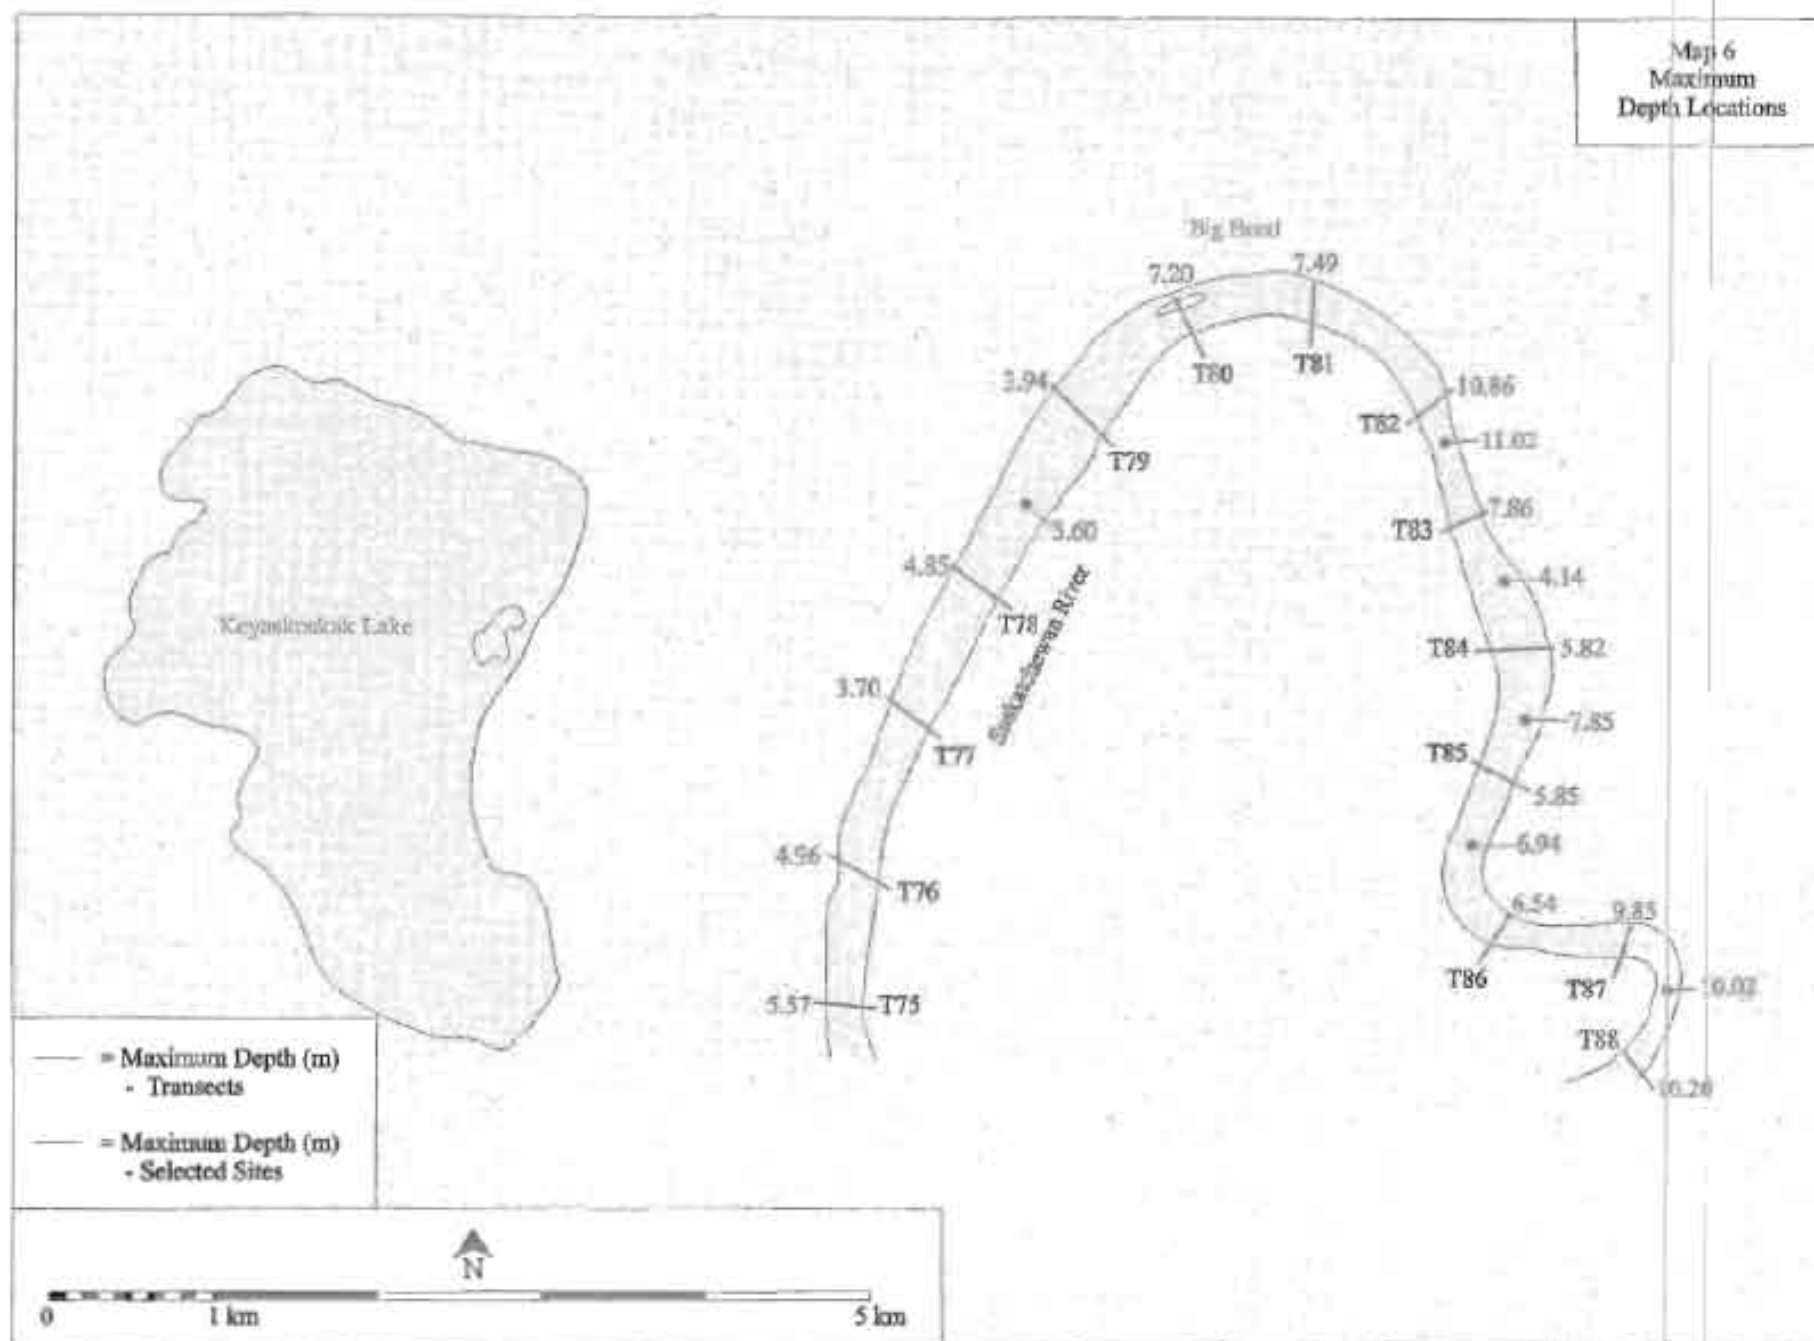 Map 6
Maximum
Depth Locations
Big Bend
7.20
7.49
T80
T81
3.94
10.86
T82
11.02
T79
7.86
T83
3.60
4.85
4.14
T78
Saskatchewan River
T84
5.82
3.70
7.85
T77
T85
5.85
6.94
4.96
T76
6.54
9.85
T86
T87
10.02
5.57
T75
T88
Lake
= Maximum Depth (m)
- Transects
= Maximum Depth (m)
- Selected Sites
N
0
1 km
5 km